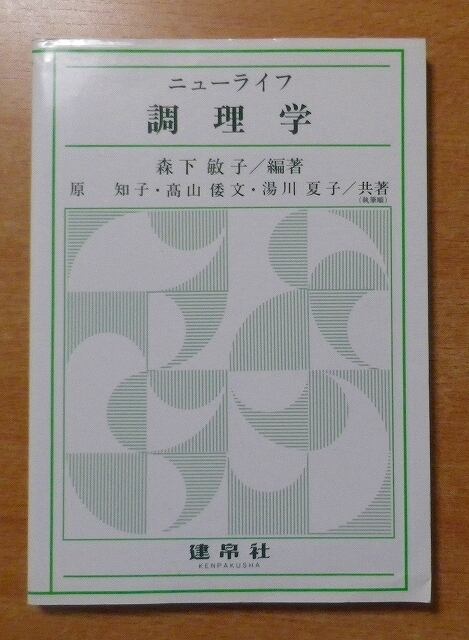 ニューライフ
調理学
森下敏子／編著
原　知子・髙山倭文・湯川夏子／共著
(執筆順)
建帛社
KENPAKUSHA